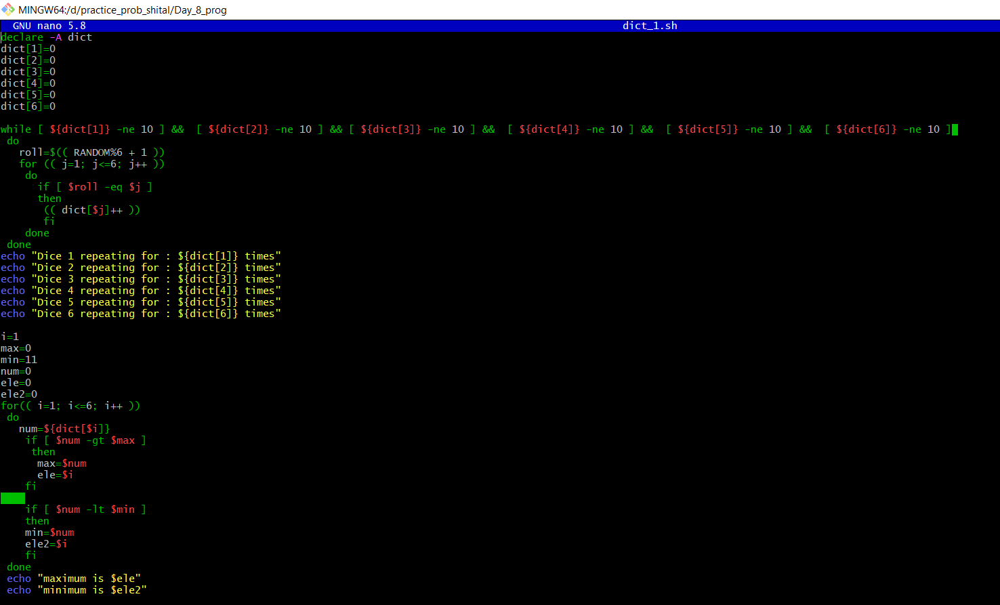 MINGW64:/d/practice_prob_shital/Day_8_prog
GNU nano 5.8 dict_1.sh
declare -A dict
dict[1]=0
dict[2]=0
dict[3]=0
dict[4]=0
dict[5]=0
dict[6]=0
while [ ${dict[1]} -ne 10 ] &&  [ ${dict[2]} -ne 10 ] && [ ${dict[3]} -ne 10 ] &&  [ ${dict[4]} -ne 10 ] &&  [ ${dict[5]} -ne 10 ] &&  [ ${dict[6]} -ne 10 ]
 do
   roll=$(( RANDOM%6 + 1 ))
   for (( j=1; j<=6; j++ ))
    do
      if [ $roll -eq $j ]
      then
       (( dict[$j]++ ))
       fi
    done
 done
echo "Dice 1 repeating for : ${dict[1]} times"
echo "Dice 2 repeating for : ${dict[2]} times"
echo "Dice 3 repeating for : ${dict[3]} times"
echo "Dice 4 repeating for : ${dict[4]} times"
echo "Dice 5 repeating for : ${dict[5]} times"
echo "Dice 6 repeating for : ${dict[6]} times"
i=1
max=0
min=11
num=0
ele=0
ele2=0
for(( i=1; i<=6; i++ ))
 do
   num=${dict[$i]}
    if [ $num -gt $max ]
     then
      max=$num
      ele=$i
    fi
    if [ $num -lt $min ]
    then
    min=$num
    ele2=$i
    fi
 done
 echo "maximum is $ele"
 echo "minimum is $ele2"